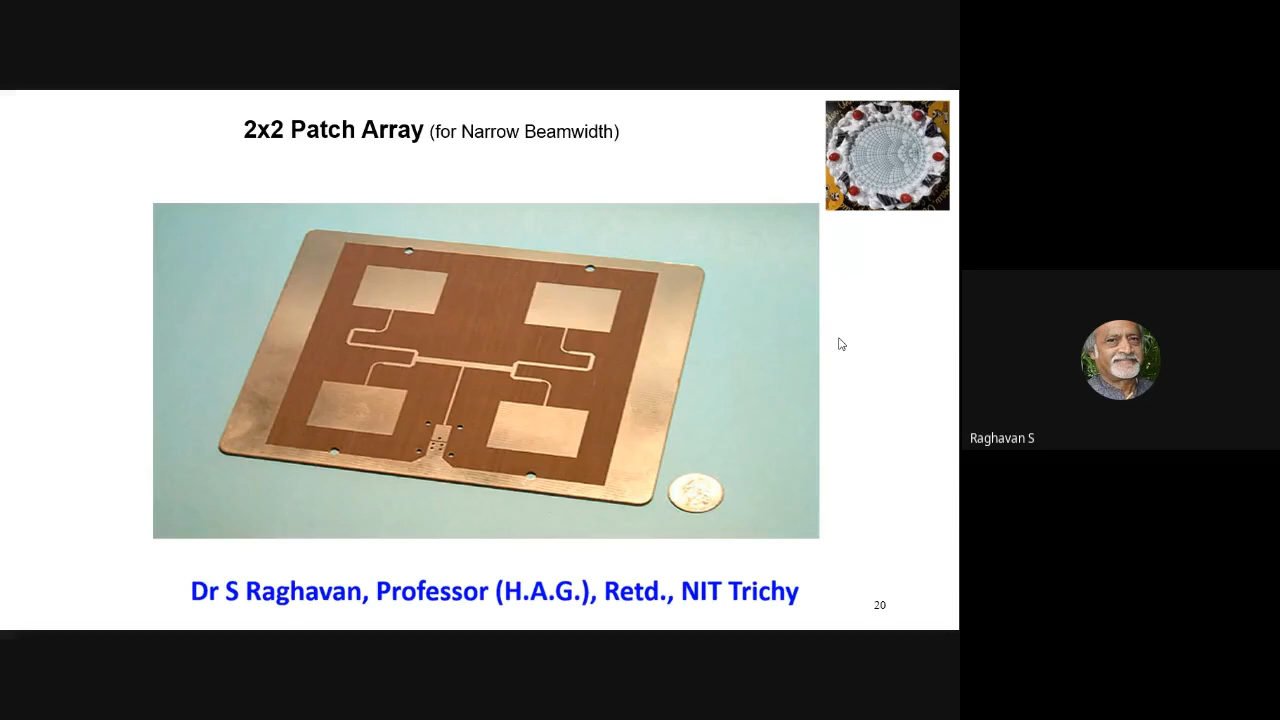 2x2 Patch Array (for Narrow Beamwidth)
Dr S Raghavan, Professor (H.A.G.), Retd., NIT Trichy
20
Raghavan S